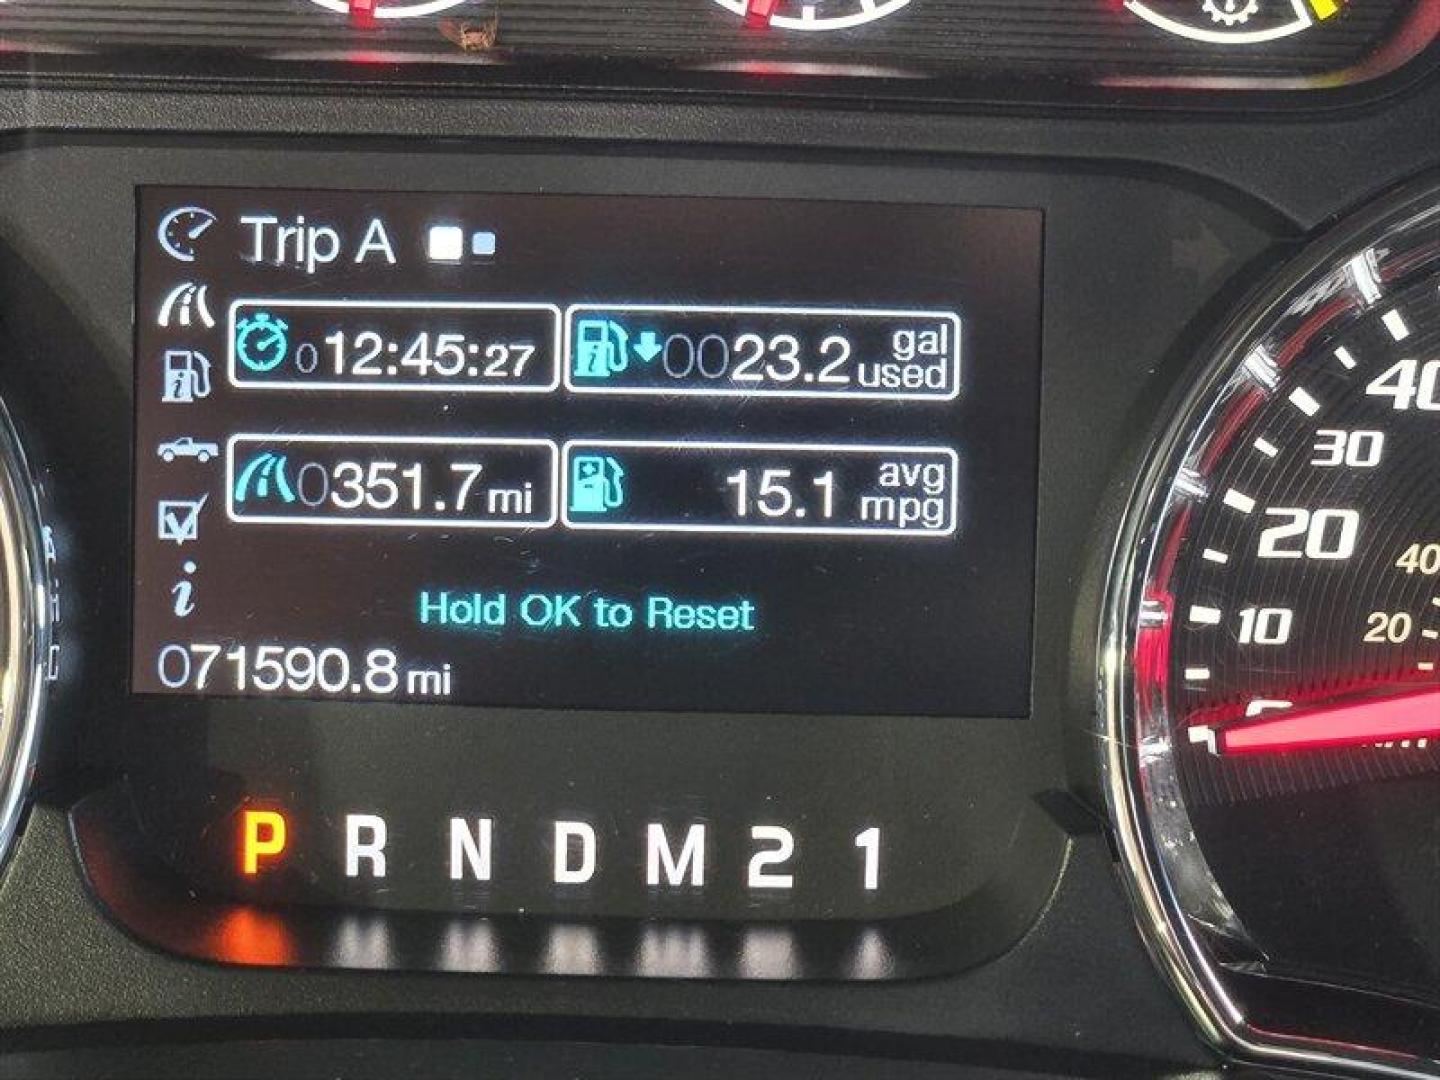 Trip A
012:45:27
0023.2 gal used
0351.7 mi
15.1 avg mpg
Hold OK to Reset
071590.8 mi
P R N D M 2 1
40
30
20
10
40
20